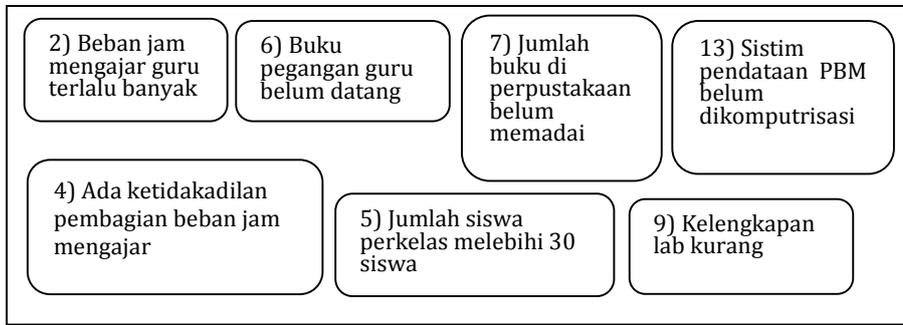 2) Beban jam
mengajar guru
terlalu banyak
6) Buku
pegangan guru
belum datang
7) Jumlah
buku di
perpustakaan
belum
memadai
13) Sistim
pendataan PBM
belum
dikomputrisasi
4) Ada ketidakadilan
pembagian beban jam
mengajar
5) Jumlah siswa
perkelas melebihi 30
siswa
9) Kelengkapan
lab kurang